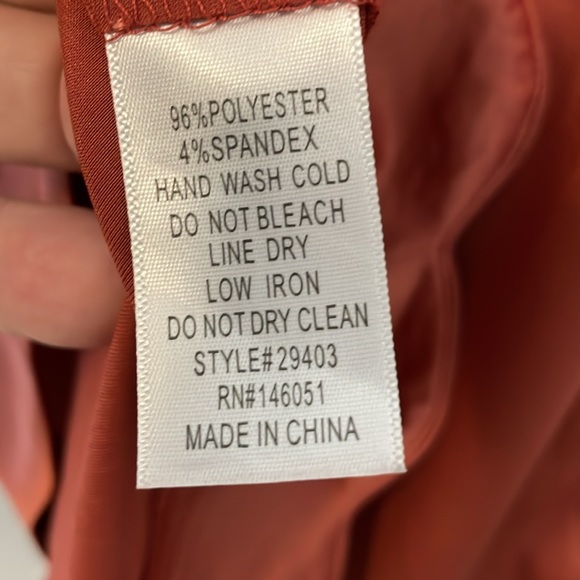 96%POLYESTER
4%SPANDEX
HAND WASH COLD
DO NOT BLEACH
LINE DRY
LOW IRON
DO NOT DRY CLEAN
STYLE#29403
RN#146051
MADE IN CHINA